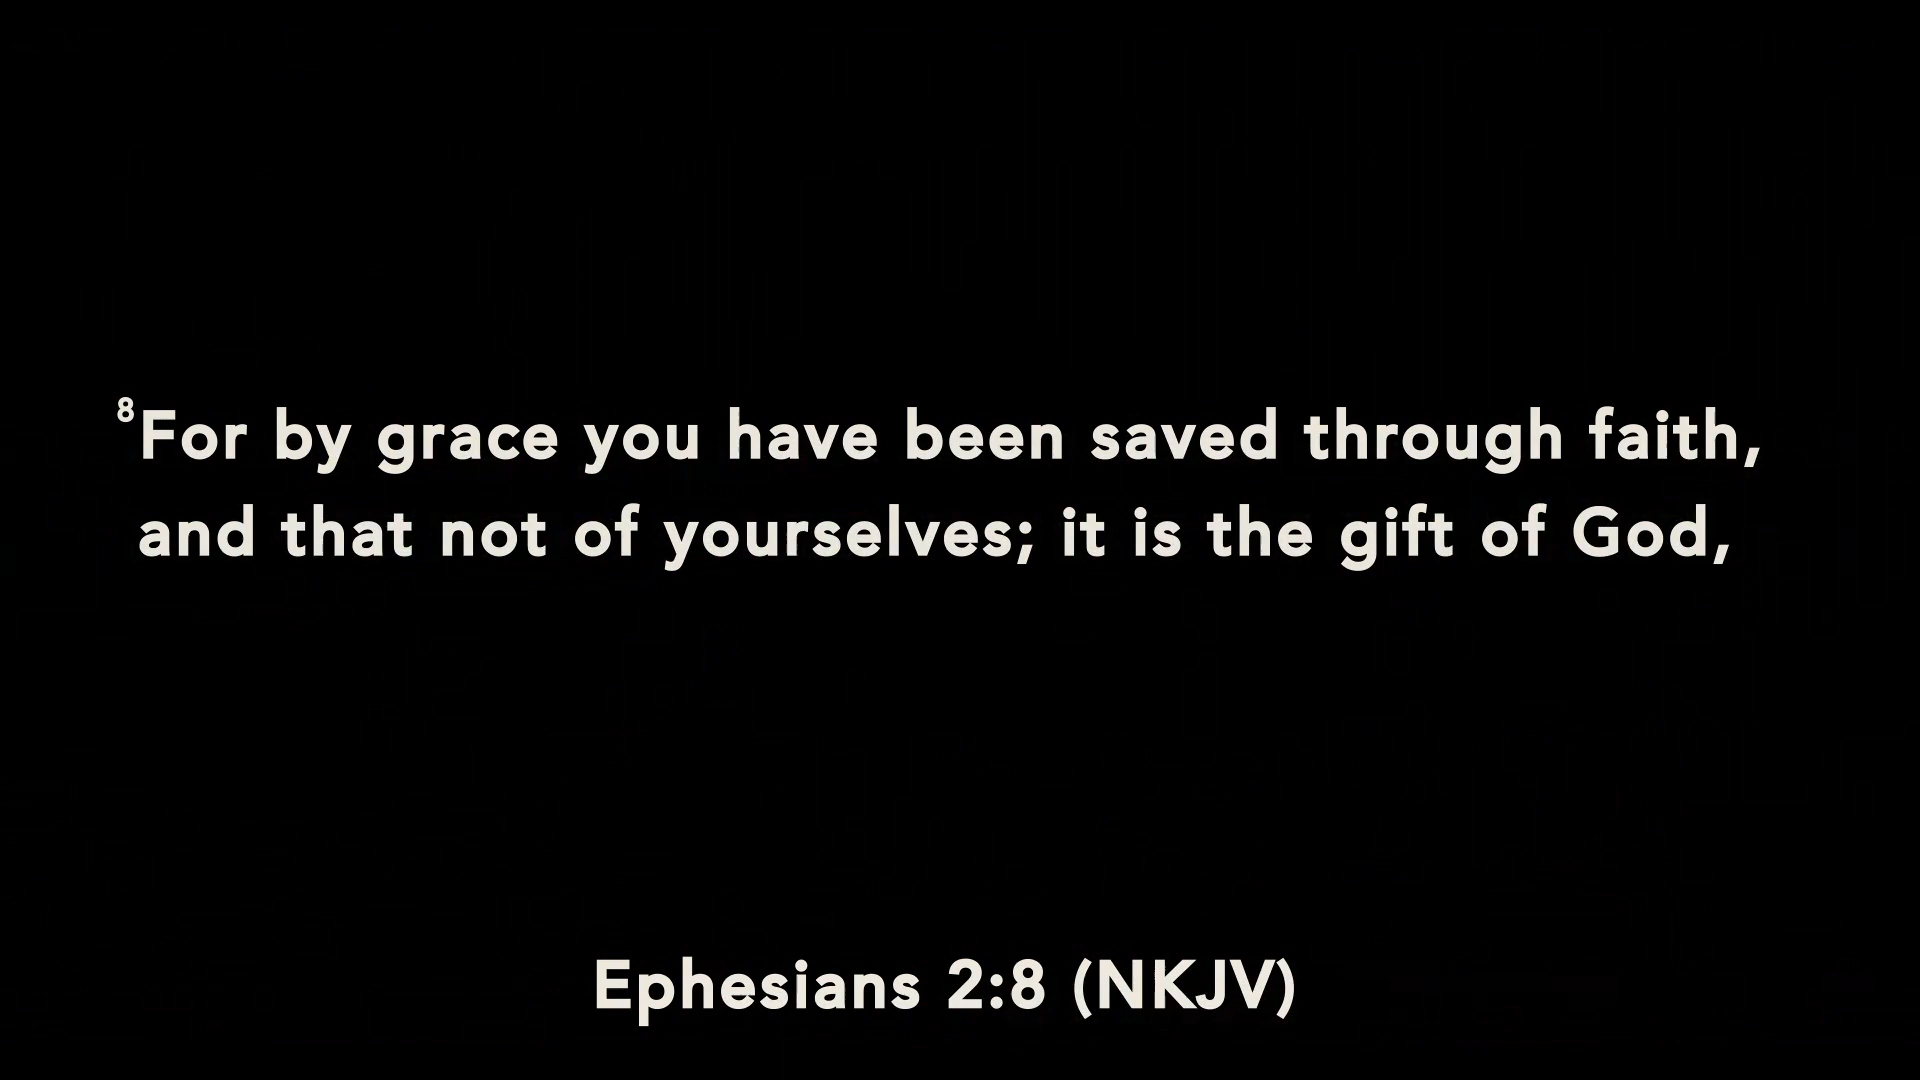 ⁸For by grace you have been saved through faith,
and that not of yourselves; it is the gift of God,
Ephesians 2:8 (NKJV)